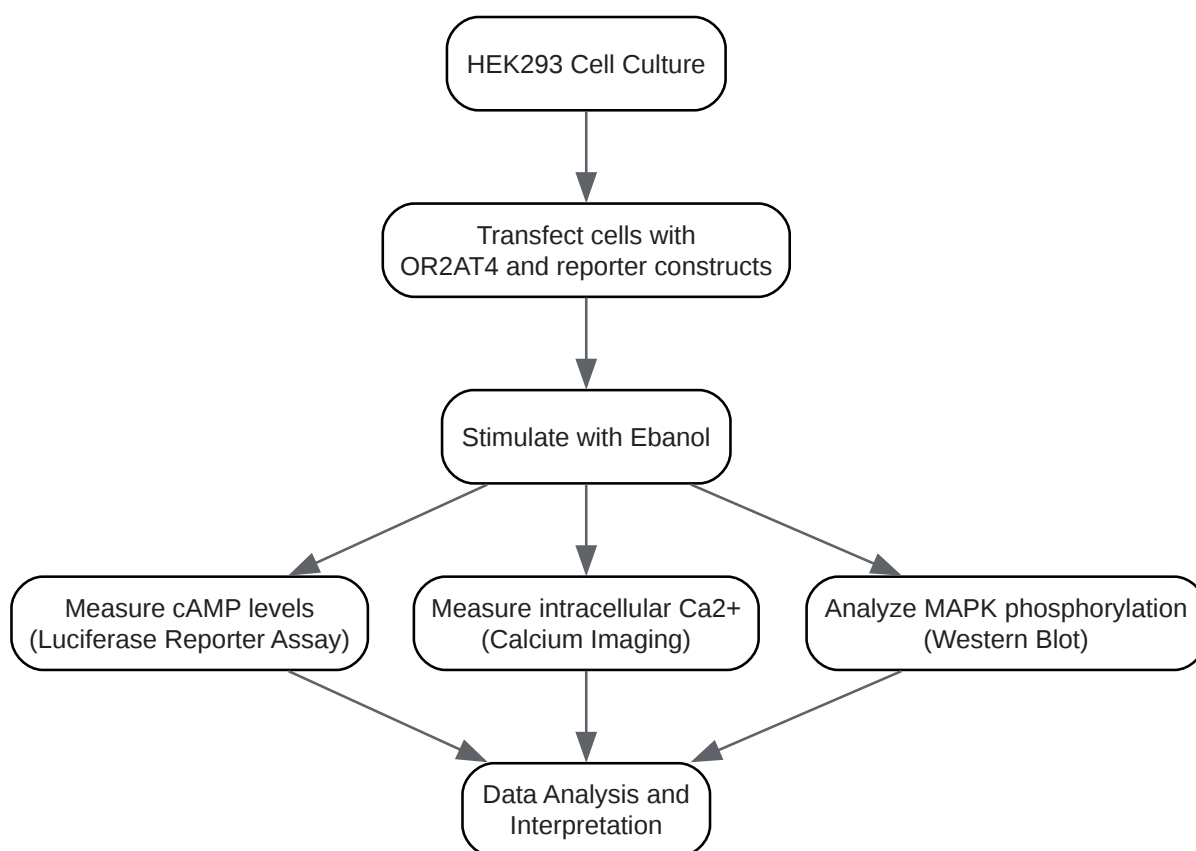 HEK293 Cell Culture
Transfect cells with
OR2AT4 and reporter constructs
Stimulate with Ebanol
Measure cAMP levels
(Luciferase Reporter Assay)
Measure intracellular Ca2+
(Calcium Imaging)
Analyze MAPK phosphorylation
(Western Blot)
Data Analysis and
Interpretation